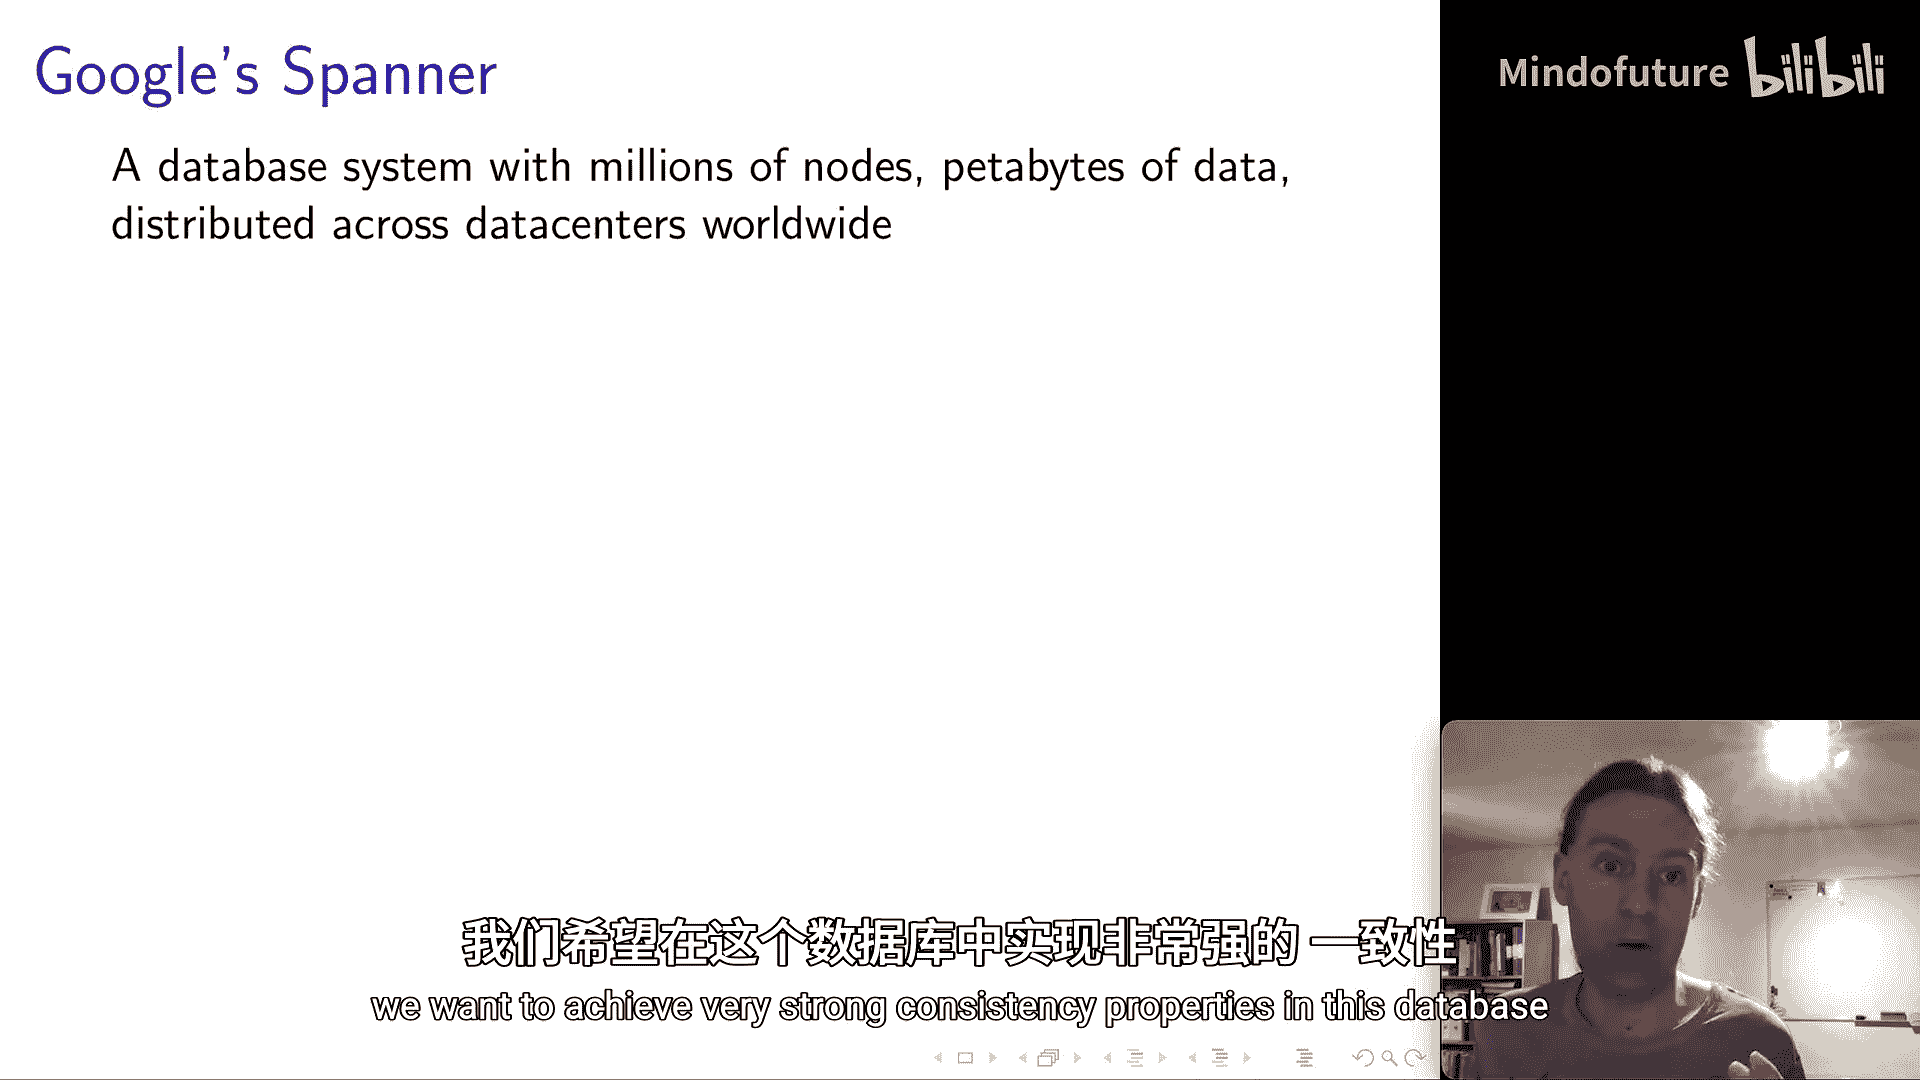 Google's Spanner
Mindofuture bilibili
A database system with millions of nodes, petabytes of data,
distributed across datacenters worldwide
我们希望在这个数据库中实现非常强的 一致性
we want to achieve very strong consistency properties in this database